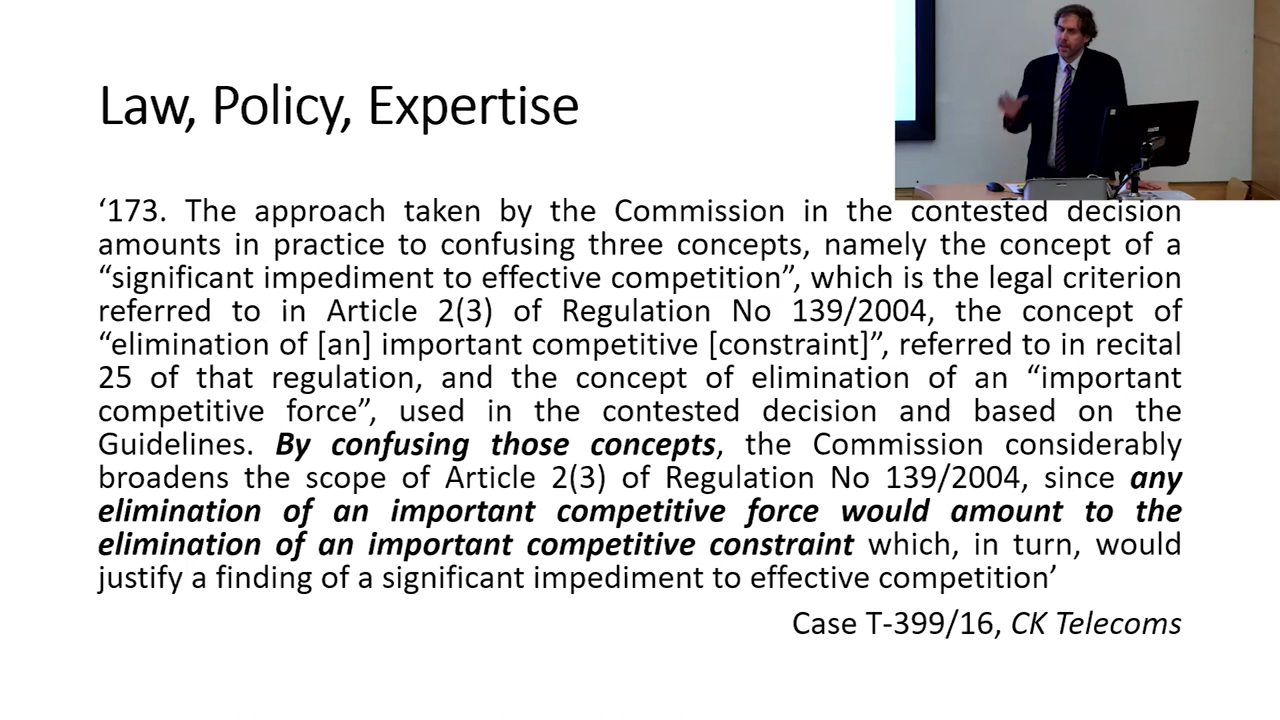 Law, Policy, Expertise
‘173. The approach taken by the Commission in the contested decision
amounts in practice to confusing three concepts, namely the concept of a
“significant impediment to effective competition”, which is the legal criterion
referred to in Article 2(3) of Regulation No 139/2004, the concept of
“elimination of [an] important competitive [constraint]”, referred to in recital
25 of that regulation, and the concept of elimination of an “important
competitive force”, used in the contested decision and based on the
Guidelines. By confusing those concepts, the Commission considerably
broadens the scope of Article 2(3) of Regulation No 139/2004, since any
elimination of an important competitive force would amount to the
elimination of an important competitive constraint which, in turn, would
justify a finding of a significant impediment to effective competition’
Case T-399/16, CK Telecoms